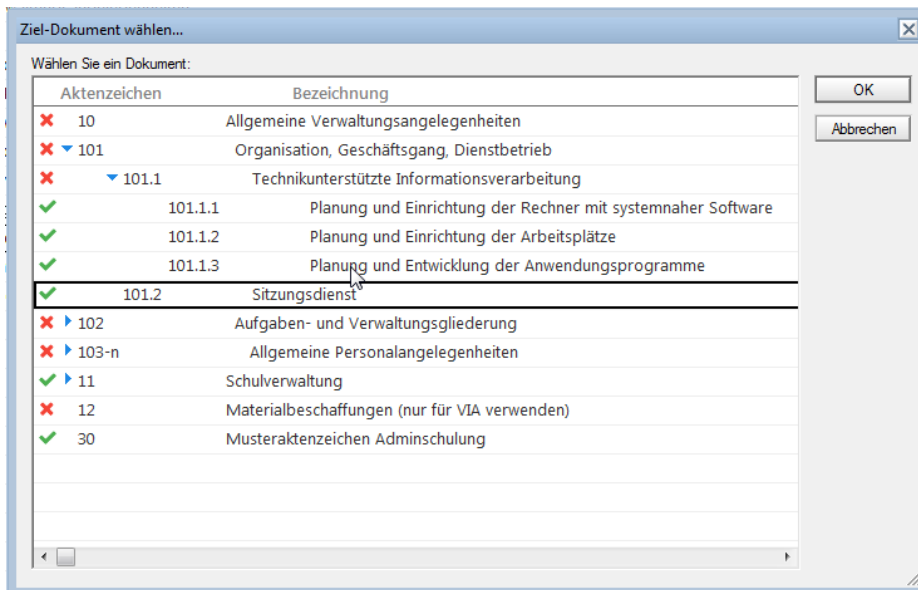 Ziel-Dokument wählen...
Wählen Sie ein Dokument:
Aktenzeichen Bezeichnung
OK
10 Allgemeine Verwaltungsangelegenheiten
Abbrechen
101 Organisation, Geschäftsgang, Dienstbetrieb
101.1 Technikunterstützte Informationsverarbeitung
101.1.1 Planung und Einrichtung der Rechner mit systemnaher Software
101.1.2 Planung und Einrichtung der Arbeitsplätze
101.1.3 Planung und Entwicklung der Anwendungsprogramme
101.2 Sitzungsdienst
102 Aufgaben- und Verwaltungsgliederung
103-n Allgemeine Personalangelegenheiten
11 Schulverwaltung
12 Materialbeschaffungen (nur für VIA verwenden)
30 Musteraktenzeichen Adminschulung